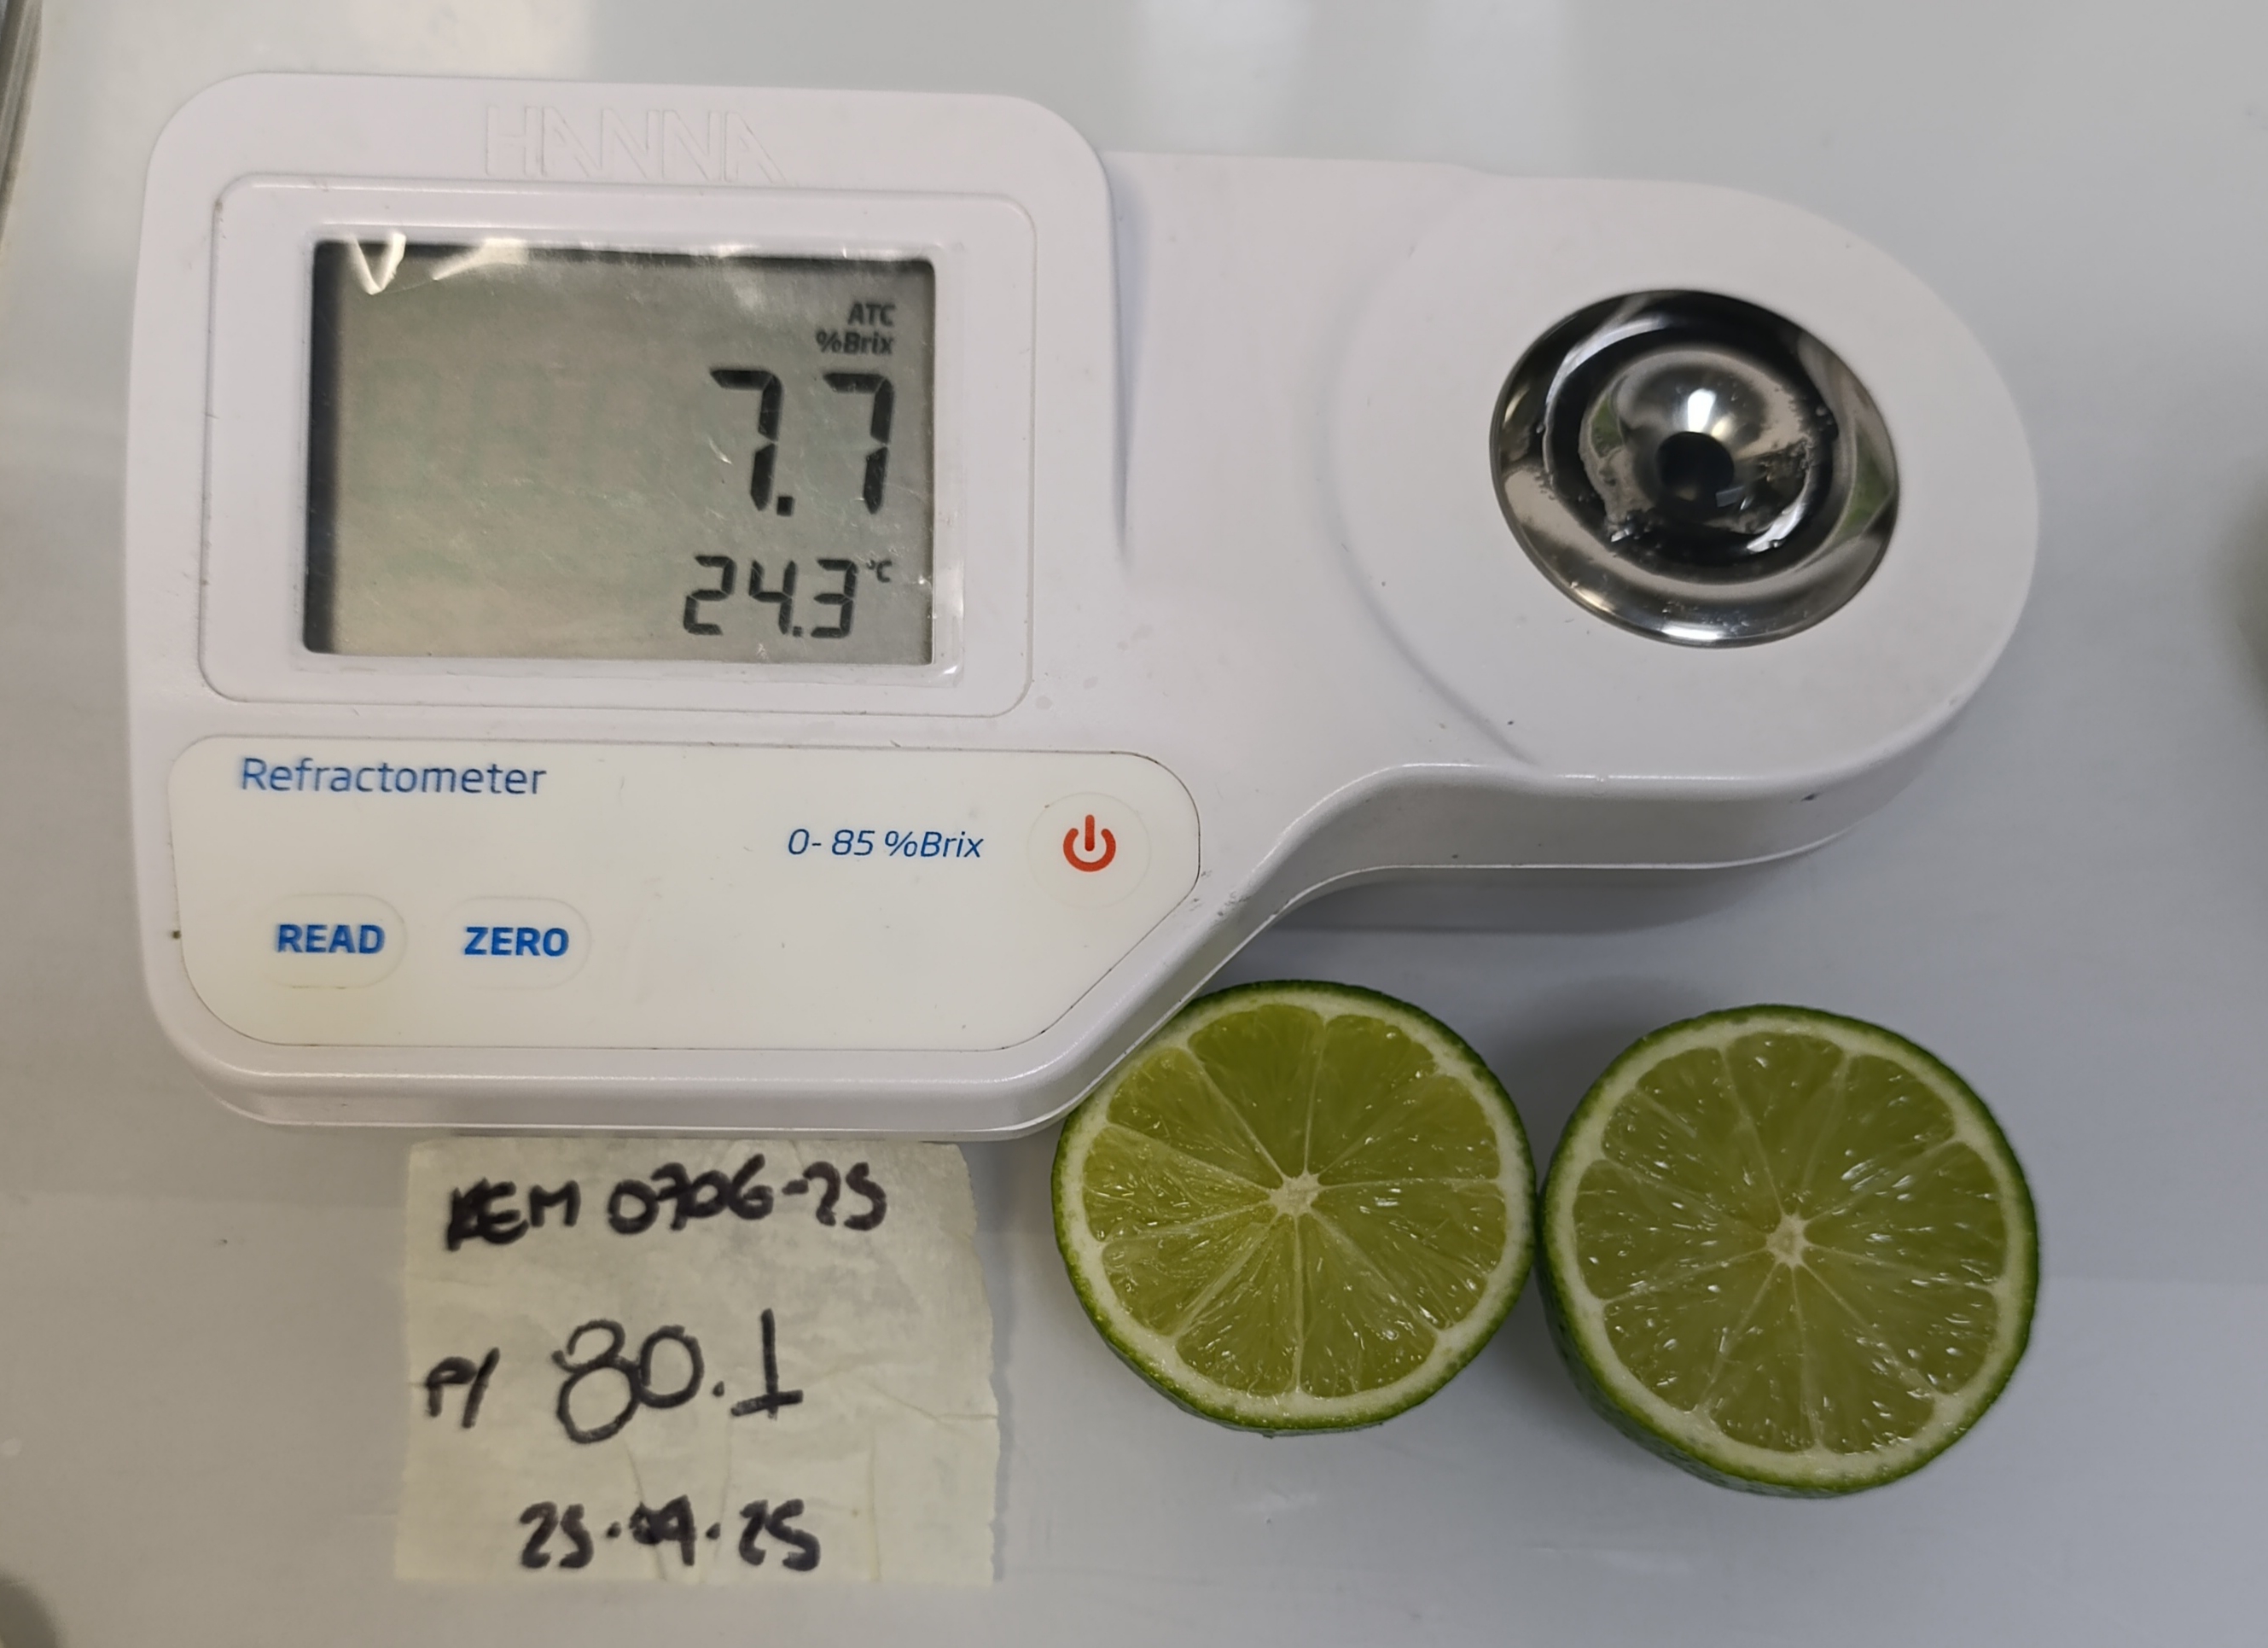 HANNA
ATC
%Brix
7.7
24.3°C
Refractometer
0-85 %Brix
READ ZERO
KEM 0706-25
P/ 80.1
25.09.25